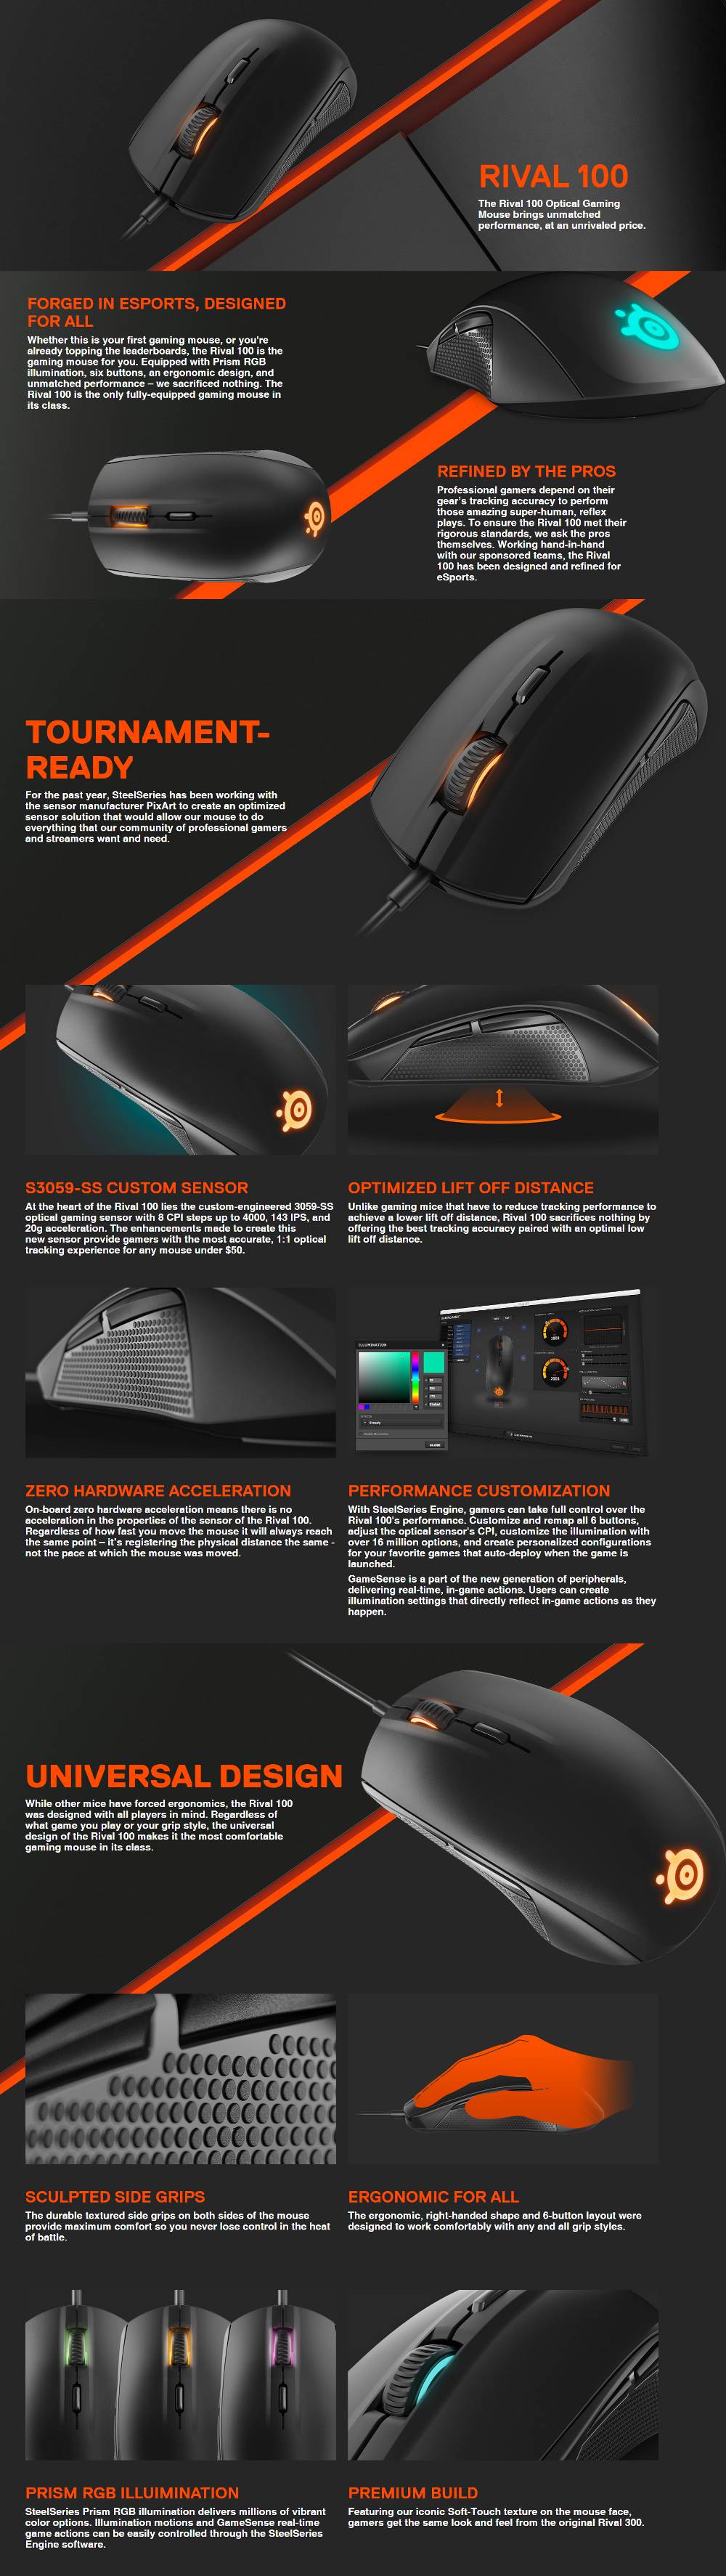 RIVAL 100
The Rival 100 Optical Gaming
Mouse brings unmatched
performance, at an unrivaled price.
FORGED IN ESPORTS, DESIGNED
FOR ALL
Whether this is your first gaming mouse, or you're
already topping the leaderboards, the Rival 100 is the
gaming mouse for you. Equipped with Prism RGB
illumination, six buttons, an ergonomic design, and
unmatched performance – we sacrificed nothing. The
Rival 100 is the only fully-equipped gaming mouse in
its class.
REFINED BY THE PROS
Professional gamers depend on their
gear's tracking accuracy to perform
those amazing super-human, reflex
plays. To ensure the Rival 100 met their
rigorous standards, we ask the pros
themselves. Working hand-in-hand
with our sponsored teams, the Rival
100 has been designed and refined for
eSports.
TOURNAMENT-
READY
For the past year, SteelSeries has been working with
the sensor manufacturer PixArt to create an optimized
sensor solution that would allow our mouse to do
everything that our community of professional gamers
and streamers want and need.
S3059-SS CUSTOM SENSOR
At the heart of the Rival 100 lies the custom-engineered 3059-SS
optical gaming sensor with 8 CPI steps up to 4000, 143 IPS, and
20g acceleration. The enhancements made to create this
new sensor provide gamers with the most accurate, 1:1 optical
tracking experience for any mouse under $50.
OPTIMIZED LIFT OFF DISTANCE
Unlike gaming mice that have to reduce tracking performance to
achieve a lower lift off distance, Rival 100 sacrifices nothing by
offering the best tracking accuracy paired with an optimal low
lift off distance.
ILLUMINATION
CLOSE
ZERO HARDWARE ACCELERATION
On-board zero hardware acceleration means there is no
acceleration in the properties of the sensor of the Rival 100.
Regardless of how fast you move the mouse it will always reach
the same point – it's registering the physical distance the same -
not the pace at which the mouse was moved.
PERFORMANCE CUSTOMIZATION
With SteelSeries Engine, gamers can take full control over the
Rival 100's performance. Customize and remap all 6 buttons,
adjust the optical sensor's CPI, customize the illumination with
over 16 million options, and create personalized configurations
for your favorite games that auto-deploy when the game is
launched.
GameSense is a part of the new generation of peripherals,
delivering real-time, in-game actions. Users can create
illumination settings that directly reflect in-game actions as they
happen.
UNIVERSAL DESIGN
While other mice have forced ergonomics, the Rival 100
was designed with all players in mind. Regardless of
what game you play or your grip style, the universal
design of the Rival 100 makes it the most comfortable
gaming mouse in its class.
SCULPTED SIDE GRIPS
The durable textured side grips on both sides of the mouse
provide maximum comfort so you never lose control in the heat
of battle.
ERGONOMIC FOR ALL
The ergonomic, right-handed shape and 6-button layout were
designed to work comfortably with any and all grip styles.
PRISM RGB ILLUIMINATION
SteelSeries Prism RGB illumination delivers millions of vibrant
color options. Illumination motions and GameSense real-time
game actions can be easily controlled through the SteelSeries
Engine software.
PREMIUM BUILD
Featuring our iconic Soft-Touch texture on the mouse face,
gamers get the same look and feel from the original Rival 300.